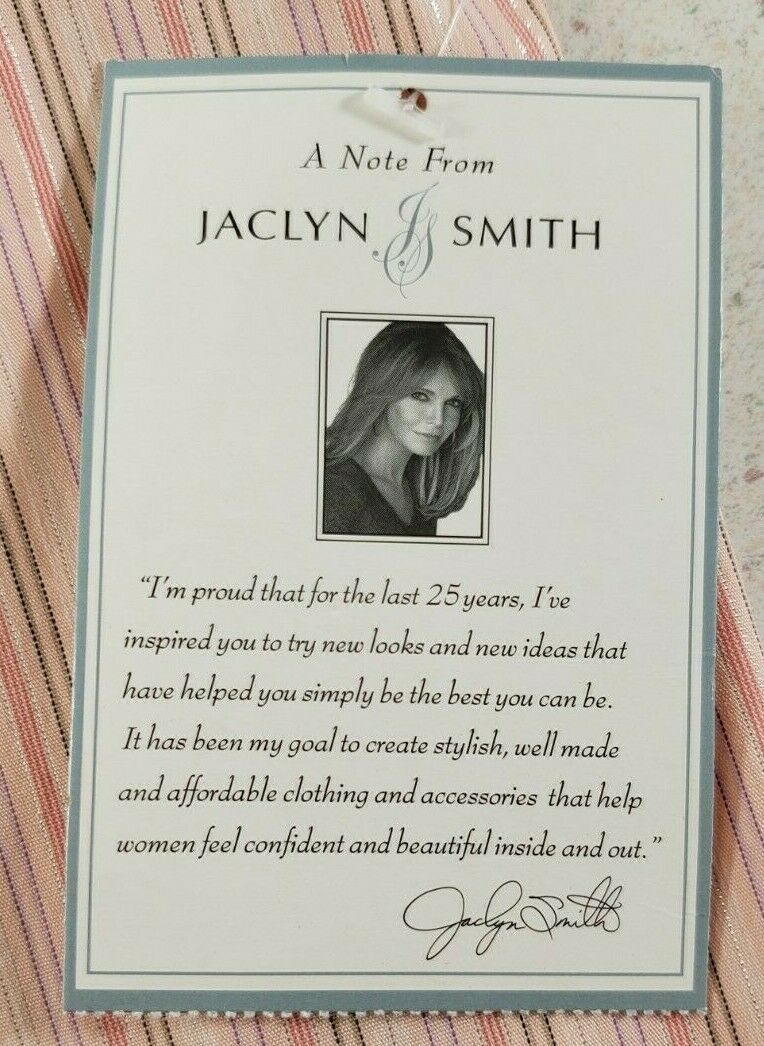 A Note From
JACLYN JS SMITH
“I'm proud that for the last 25 years, I've
inspired you to try new looks and new ideas that
have helped you simply be the best you can be.
It has been my goal to create stylish, well made
and affordable clothing and accessories that help
women feel confident and beautiful inside and out.”
Jaclyn Smith